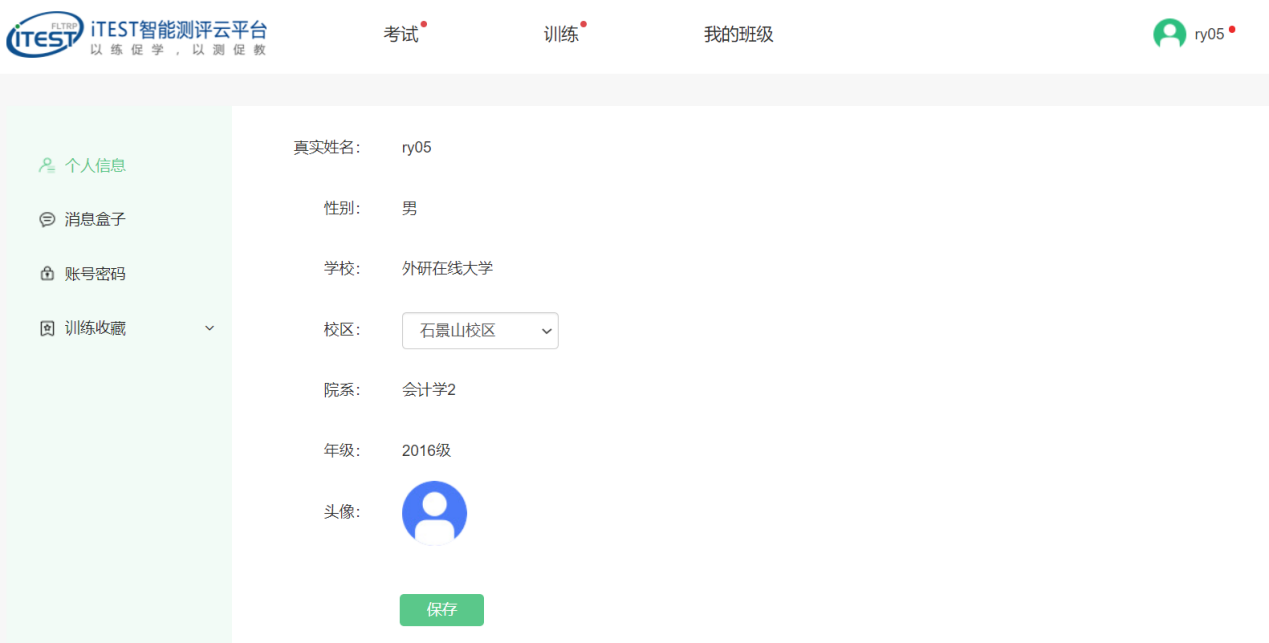 FLTRP
iTEST iTEST智能测评云平台
以练促学，以测促教
考试 训练 我的班级 ry05
个人信息
消息盒子
账号密码
训练收藏
真实姓名： ry05
性别： 男
学校： 外研在线大学
校区： 石景山校区
院系： 会计学2
年级： 2016级
头像：
保存